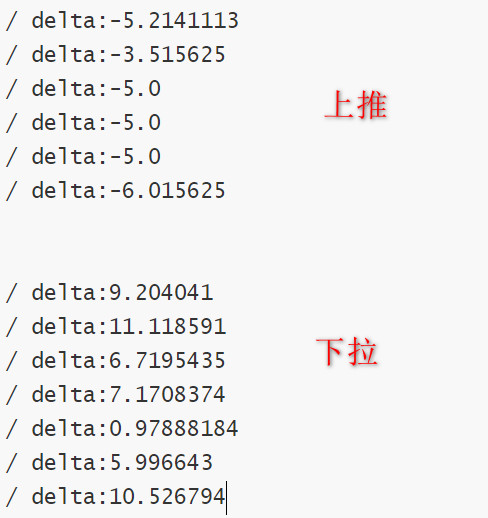 / delta:-5.2141113
/ delta:-3.515625
/ delta:-5.0
上推
/ delta:-5.0
/ delta:-5.0
/ delta:-6.015625
/ delta:9.204041
/ delta:11.118591
/ delta:6.7195435
下拉
/ delta:7.1708374
/ delta:0.97888184
/ delta:5.996643
/ delta:10.526794